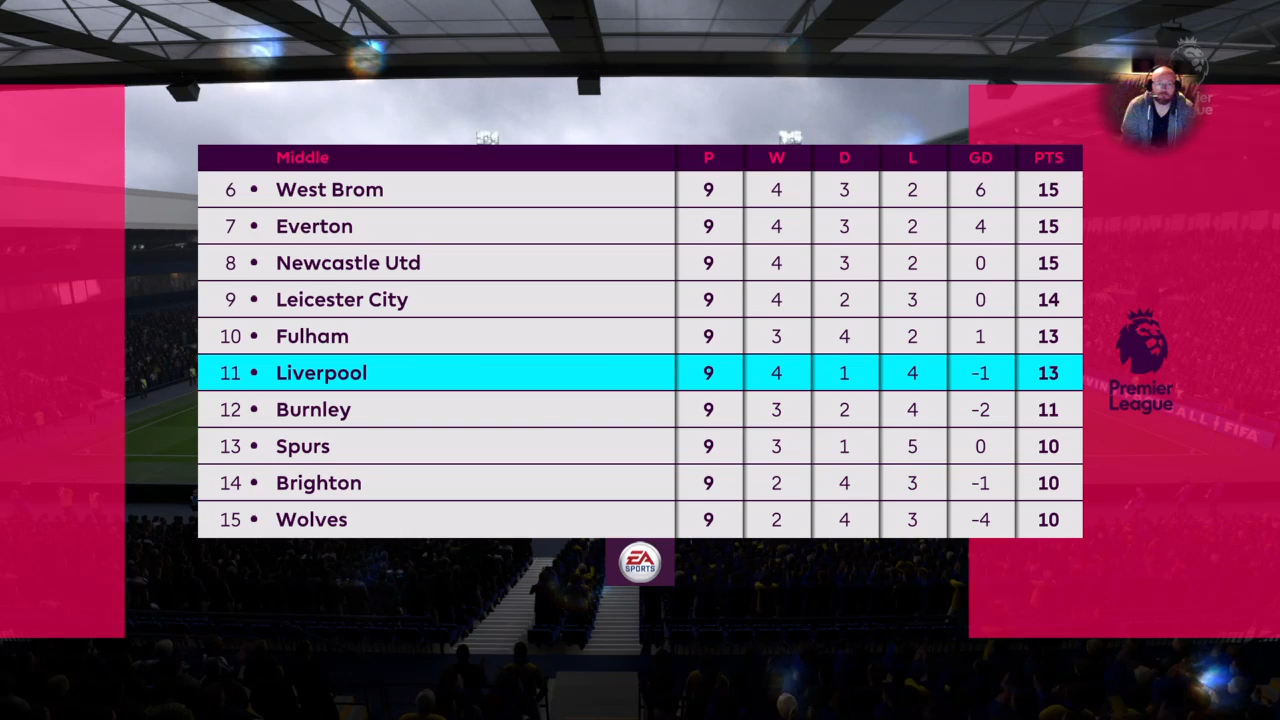 Middle P W D L GD PTS
6 • West Brom 9 4 3 2 6 15
7 • Everton 9 4 3 2 4 15
8 • Newcastle Utd 9 4 3 2 0 15
9 • Leicester City 9 4 2 3 0 14
10 • Fulham 9 3 4 2 1 13
11 • Liverpool 9 4 1 4 -1 13
12 • Burnley 9 3 2 4 -2 11
13 • Spurs 9 3 1 5 0 10
14 • Brighton 9 2 4 3 -1 10
15 • Wolves 9 2 4 3 -4 10
Premier
League
EA
SPORTS
FIFA